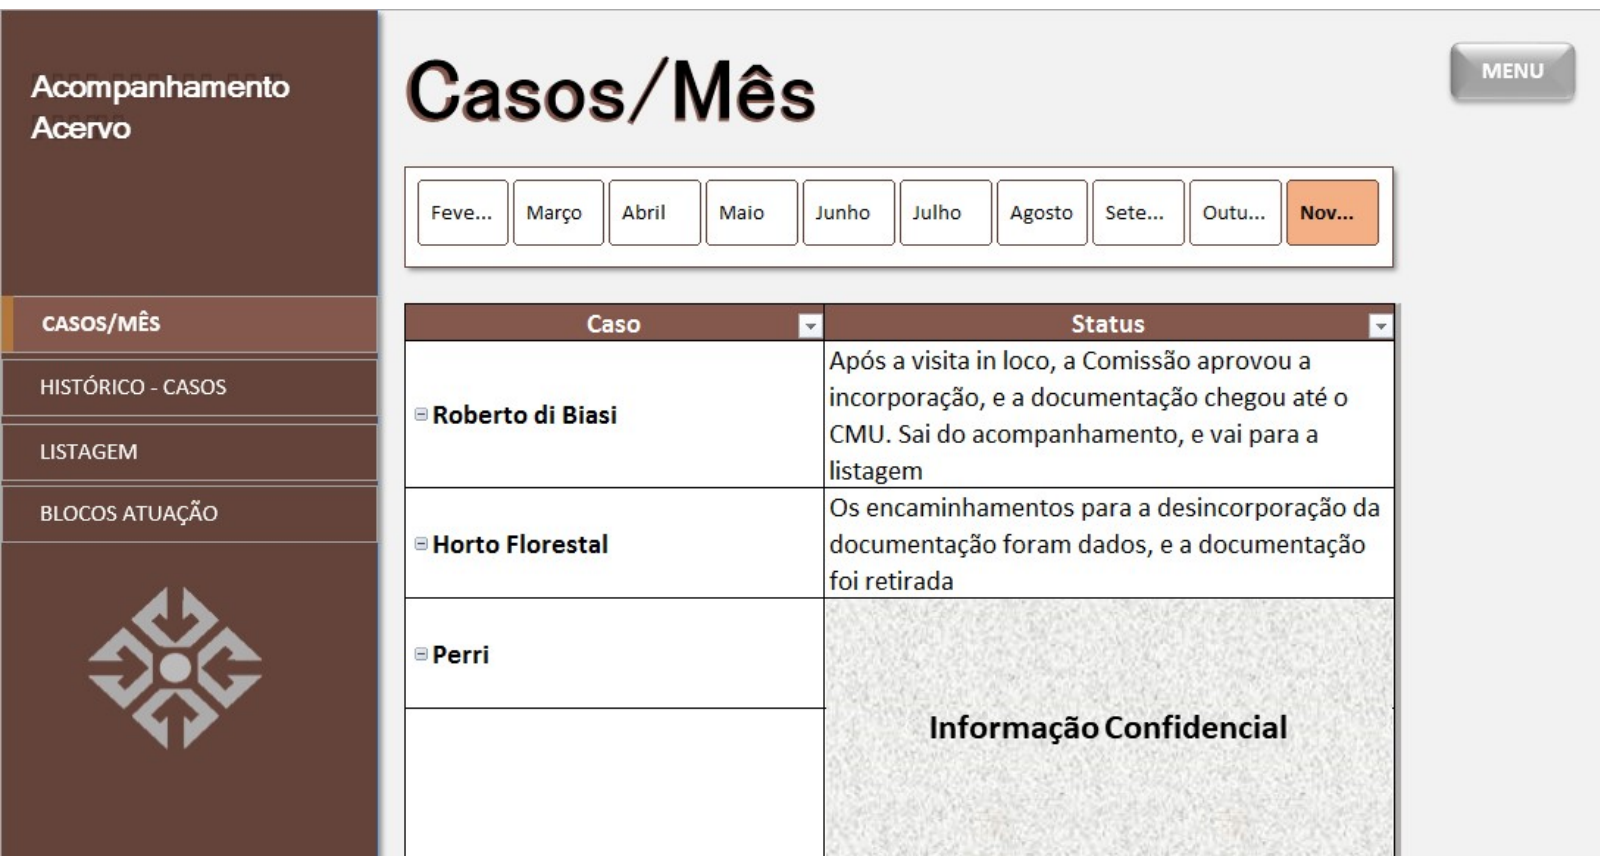 Acompanhamento
Acervo
Casos/Mês
MENU
Feve... Março Abril Maio Junho Julho Agosto Sete... Outu... Nov...
CASOS/MÊS
HISTÓRICO - CASOS
LISTAGEM
BLOCOS ATUAÇÃO
Caso Status
Roberto di Biasi
Após a visita in loco, a Comissão aprovou a
incorporação, e a documentação chegou até o
CMU. Sai do acompanhamento, e vai para a
listagem
Horto Florestal
Os encaminhamentos para a desincorporação da
documentação foram dados, e a documentação
foi retirada
Perri
Informação Confidencial